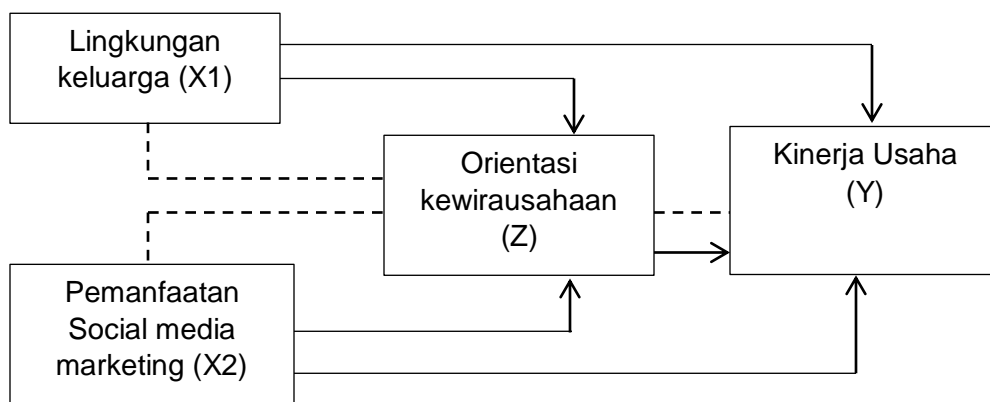 Lingkungan
keluarga (X1)
Orientasi
kewirausahaan
(Z)
Kinerja Usaha
(Y)
Pemanfaatan
Social media
marketing (X2)